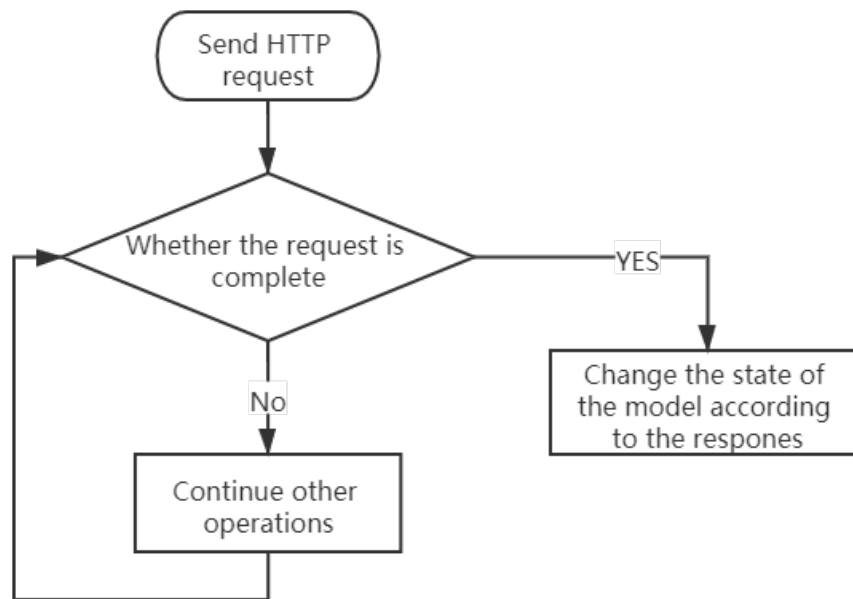 Send HTTP
request
Whether the request is
complete
YES
No
Change the state of
the model according
to the respones
Continue other
operations